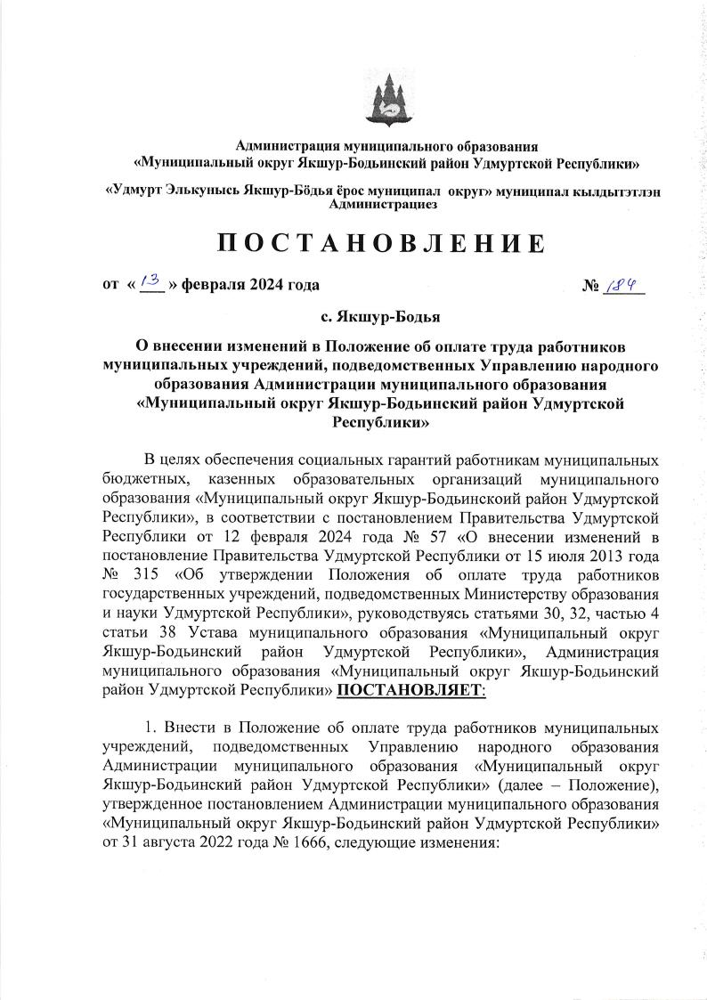 Администрация муниципального образования
«Муниципальный округ Якшур-Бодьинский район Удмуртской Республики»
«Удмурт Элькунысь Якшур-Бӧдья ёрос муниципал округ» муниципал кылдытэтлэн
Администрациез
ПОСТАНОВЛЕНИЕ
от « 13 » февраля 2024 года № 184
с. Якшур-Бодья
О внесении изменений в Положение об оплате труда работников
муниципальных учреждений, подведомственных Управлению народного
образования Администрации муниципального образования
«Муниципальный округ Якшур-Бодьинский район Удмуртской
Республики»
В целях обеспечения социальных гарантий работникам муниципальных
бюджетных, казенных образовательных организаций муниципального
образования «Муниципальный округ Якшур-Бодьинскоий район Удмуртской
Республики», в соответствии с постановлением Правительства Удмуртской
Республики от 12 февраля 2024 года № 57 «О внесении изменений в
постановление Правительства Удмуртской Республики от 15 июля 2013 года
№ 315 «Об утверждении Положения об оплате труда работников
государственных учреждений, подведомственных Министерству образования
и науки Удмуртской Республики», руководствуясь статьями 30, 32, частью 4
статьи 38 Устава муниципального образования «Муниципальный округ
Якшур-Бодьинский район Удмуртской Республики», Администрация
муниципального образования «Муниципальный округ Якшур-Бодьинский
район Удмуртской Республики» ПОСТАНОВЛЯЕТ:
1. Внести в Положение об оплате труда работников муниципальных
учреждений, подведомственных Управлению народного образования
Администрации муниципального образования «Муниципальный округ
Якшур-Бодьинский район Удмуртской Республики» (далее – Положение),
утвержденное постановлением Администрации муниципального образования
«Муниципальный округ Якшур-Бодьинский район Удмуртской Республики»
от 31 августа 2022 года № 1666, следующие изменения: